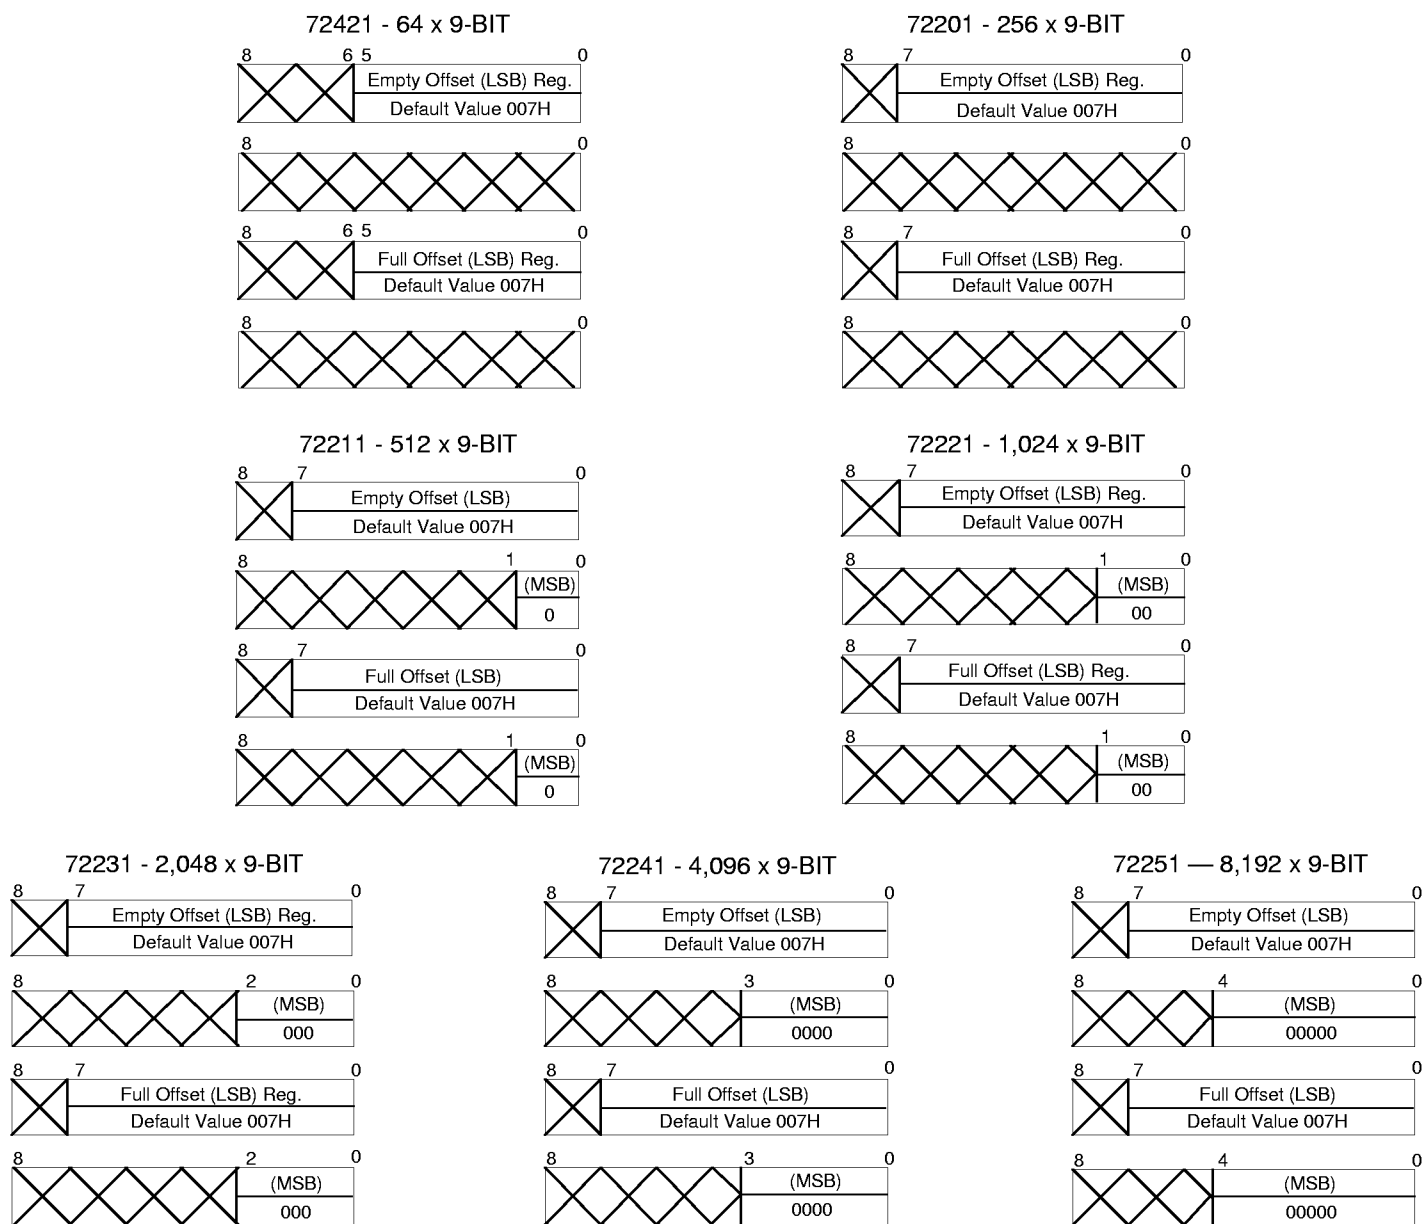 72421 - 64 x 9-BIT
8 6 5 0
Empty Offset (LSB) Reg.
Default Value 007H
8 0
8 6 5 0
Full Offset (LSB) Reg.
Default Value 007H
8 0
72201 - 256 x 9-BIT
8 7 0
Empty Offset (LSB) Reg.
Default Value 007H
8 0
8 7 0
Full Offset (LSB) Reg.
Default Value 007H
8 0
72211 - 512 x 9-BIT
8 7 0
Empty Offset (LSB)
Default Value 007H
8 1 0
(MSB)
0
8 7 0
Full Offset (LSB)
Default Value 007H
8 1 0
(MSB)
0
72221 - 1,024 x 9-BIT
8 7 0
Empty Offset (LSB) Reg.
Default Value 007H
8 1 0
(MSB)
00
8 7 0
Full Offset (LSB) Reg.
Default Value 007H
8 1 0
(MSB)
00
72231 - 2,048 x 9-BIT
8 7 0
Empty Offset (LSB) Reg.
Default Value 007H
8 2 0
(MSB)
000
8 7 0
Full Offset (LSB) Reg.
Default Value 007H
8 2 0
(MSB)
000
72241 - 4,096 x 9-BIT
8 7 0
Empty Offset (LSB)
Default Value 007H
8 3 0
(MSB)
0000
8 7 0
Full Offset (LSB)
Default Value 007H
8 3 0
(MSB)
0000
72251 — 8,192 x 9-BIT
8 7 0
Empty Offset (LSB)
Default Value 007H
8 4 0
(MSB)
00000
8 7 0
Full Offset (LSB)
Default Value 007H
8 4 0
(MSB)
00000